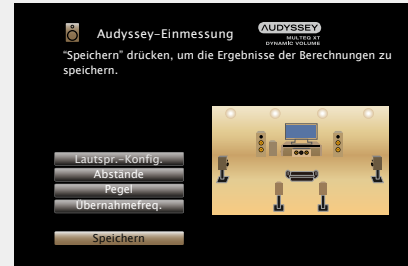 Audyssey-Einmessung
AUDYSSEY
MULTEQ XT
DYNAMIC VOLUME
“Speichern” drücken, um die Ergebnisse der Berechnungen zu
speichern.
Lautspr.-Konfig.
Abstände
Pegel
Übernahmefreq.
Speichern